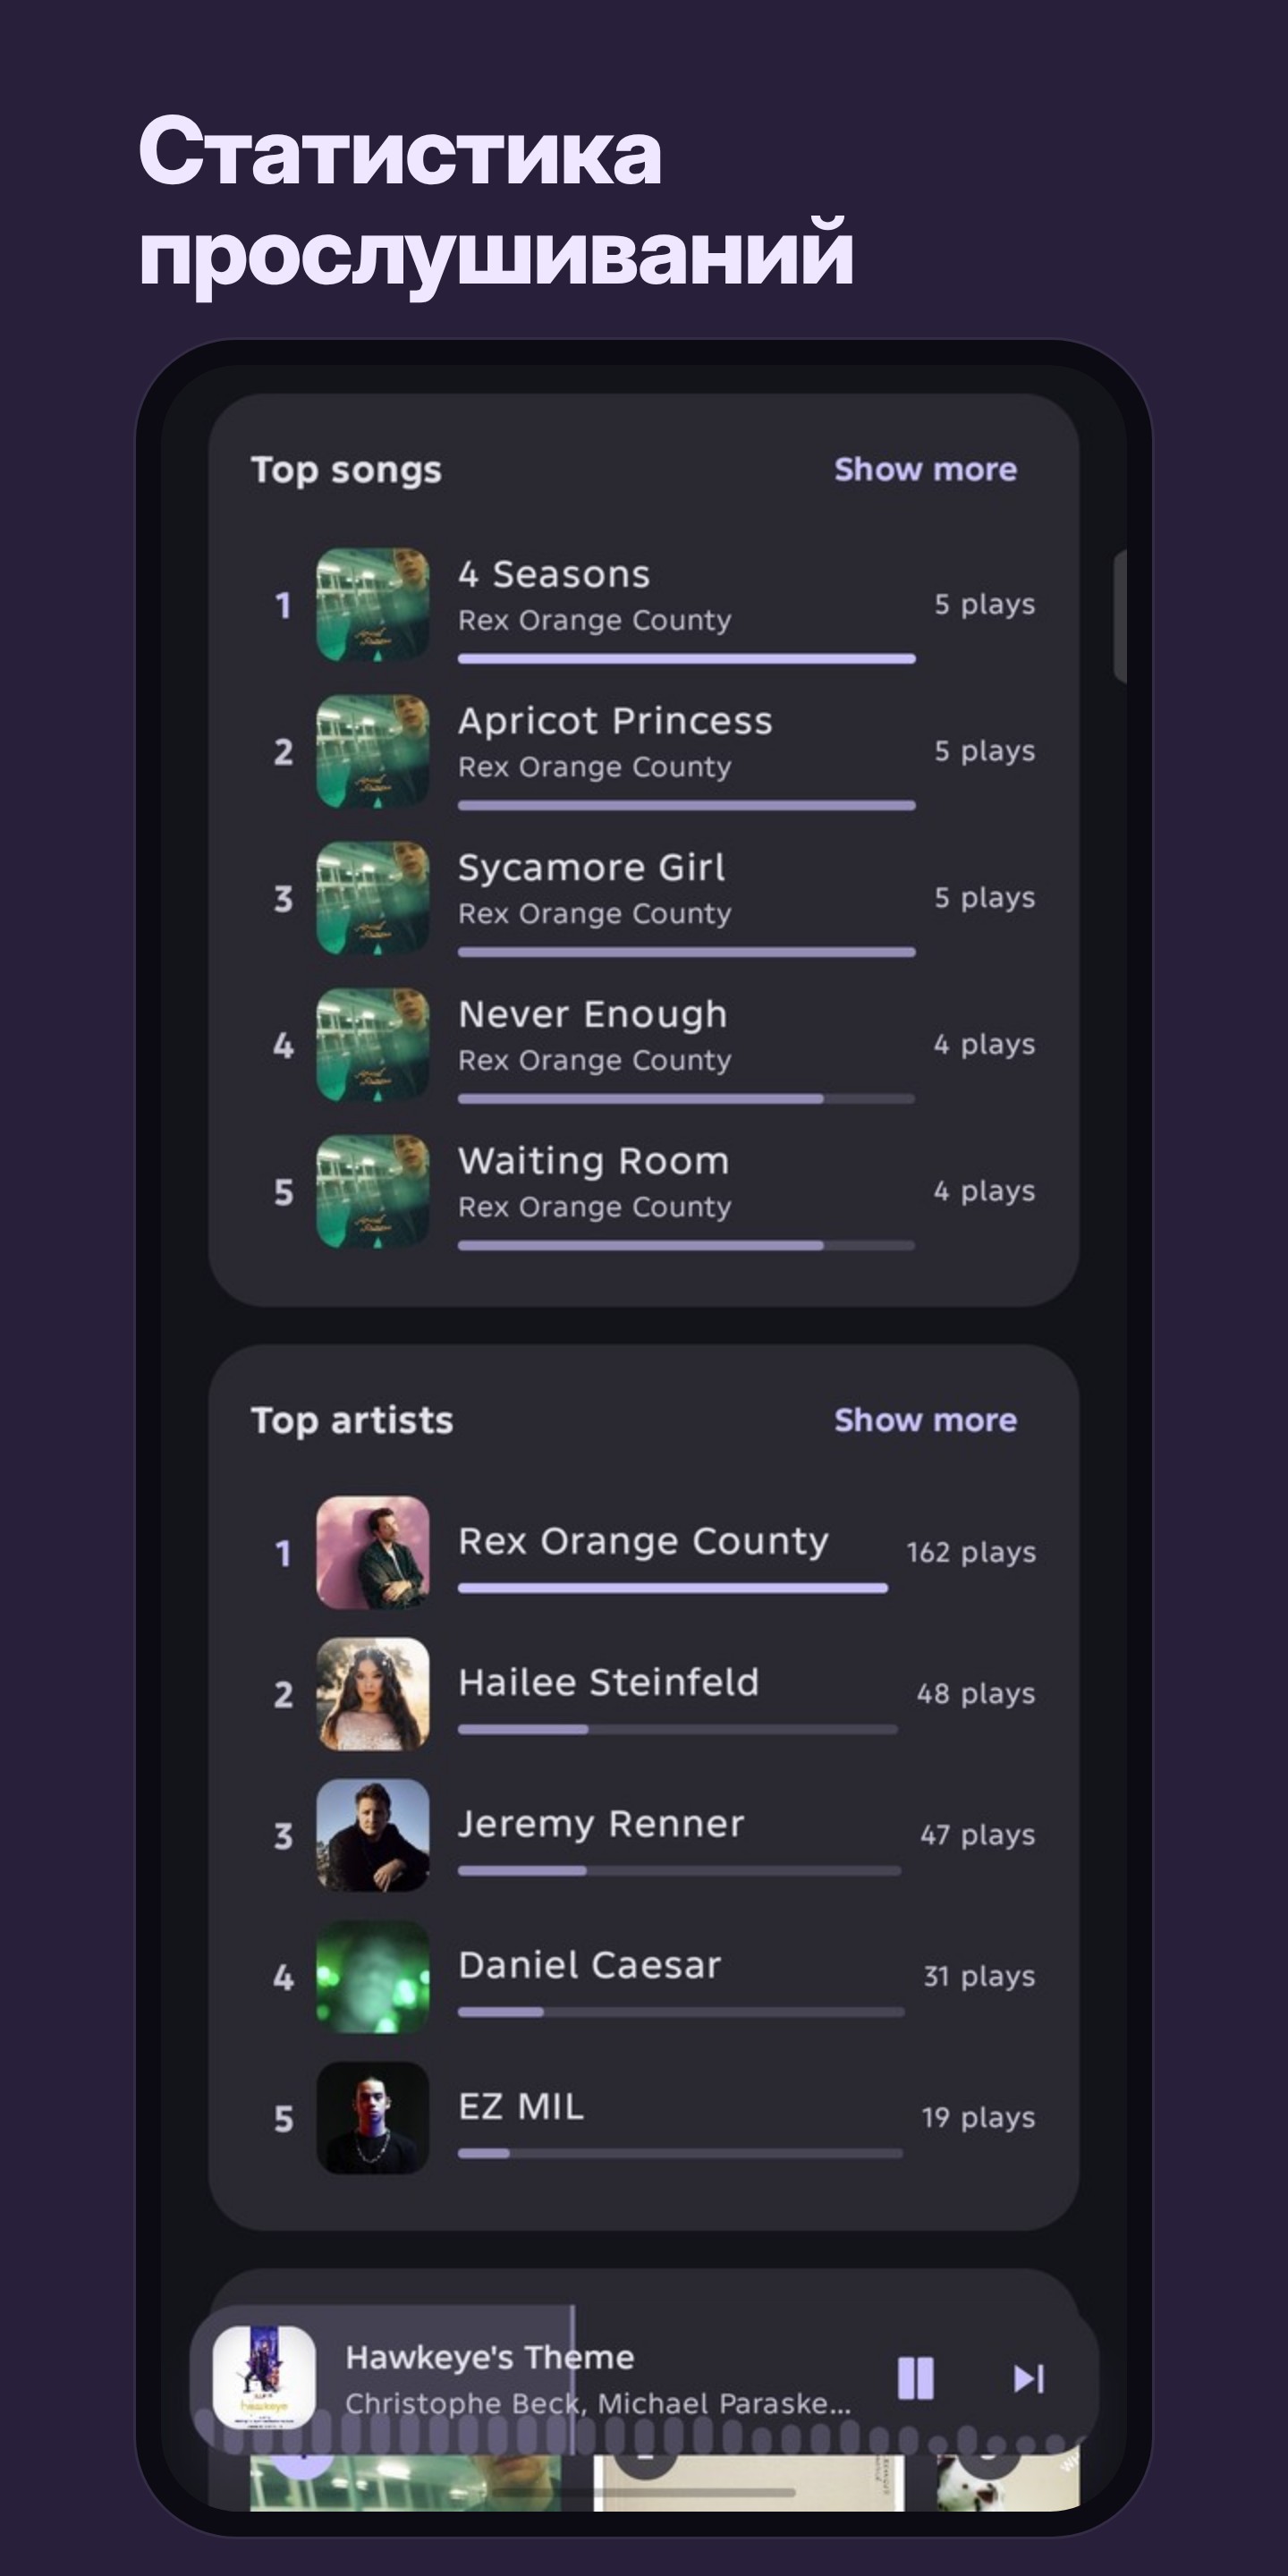 Статистика
прослушиваний
Top songs
Show more
1
4 Seasons
Rex Orange County
5 plays
2
Apricot Princess
Rex Orange County
5 plays
3
Sycamore Girl
Rex Orange County
5 plays
4
Never Enough
Rex Orange County
4 plays
5
Waiting Room
Rex Orange County
4 plays
Top artists
Show more
1
Rex Orange County
162 plays
2
Hailee Steinfeld
48 plays
3
Jeremy Renner
47 plays
4
Daniel Caesar
31 plays
5
EZ MIL
19 plays
Hawkeye's Theme
Christophe Beck, Michael Paraske...
hawkeye